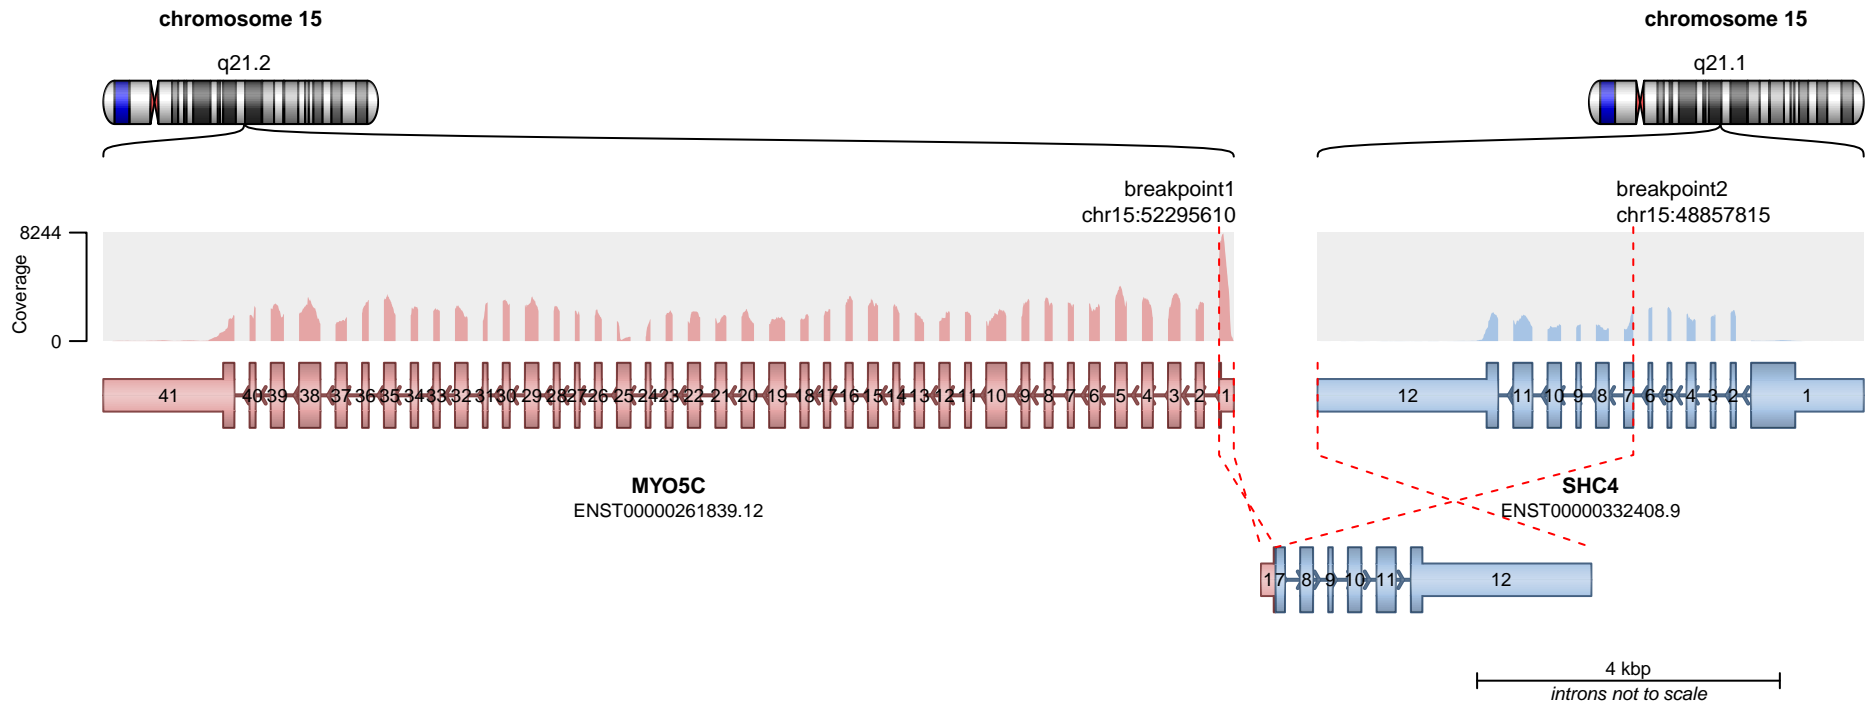 chromosome 15
chromosome 15
q21.2
q21.1
breakpoint1
chr15:52295610
breakpoint2
chr15:48857815
8244
Coverage
0
41 40 39 38 37 36 35 34 33 32 31 30 29 28 27 26 25 24 23 22 21 20 19 18 17 16 15 14 13 12 11 10 9 8 7 6 5 4 3 2 1
12 11 10 9 8 7 6 5 4 3 2 1
MYO5C
ENST00000261839.12
SHC4
ENST00000332408.9
1 7 8 9 10 11 12
4 kbp
introns not to scale